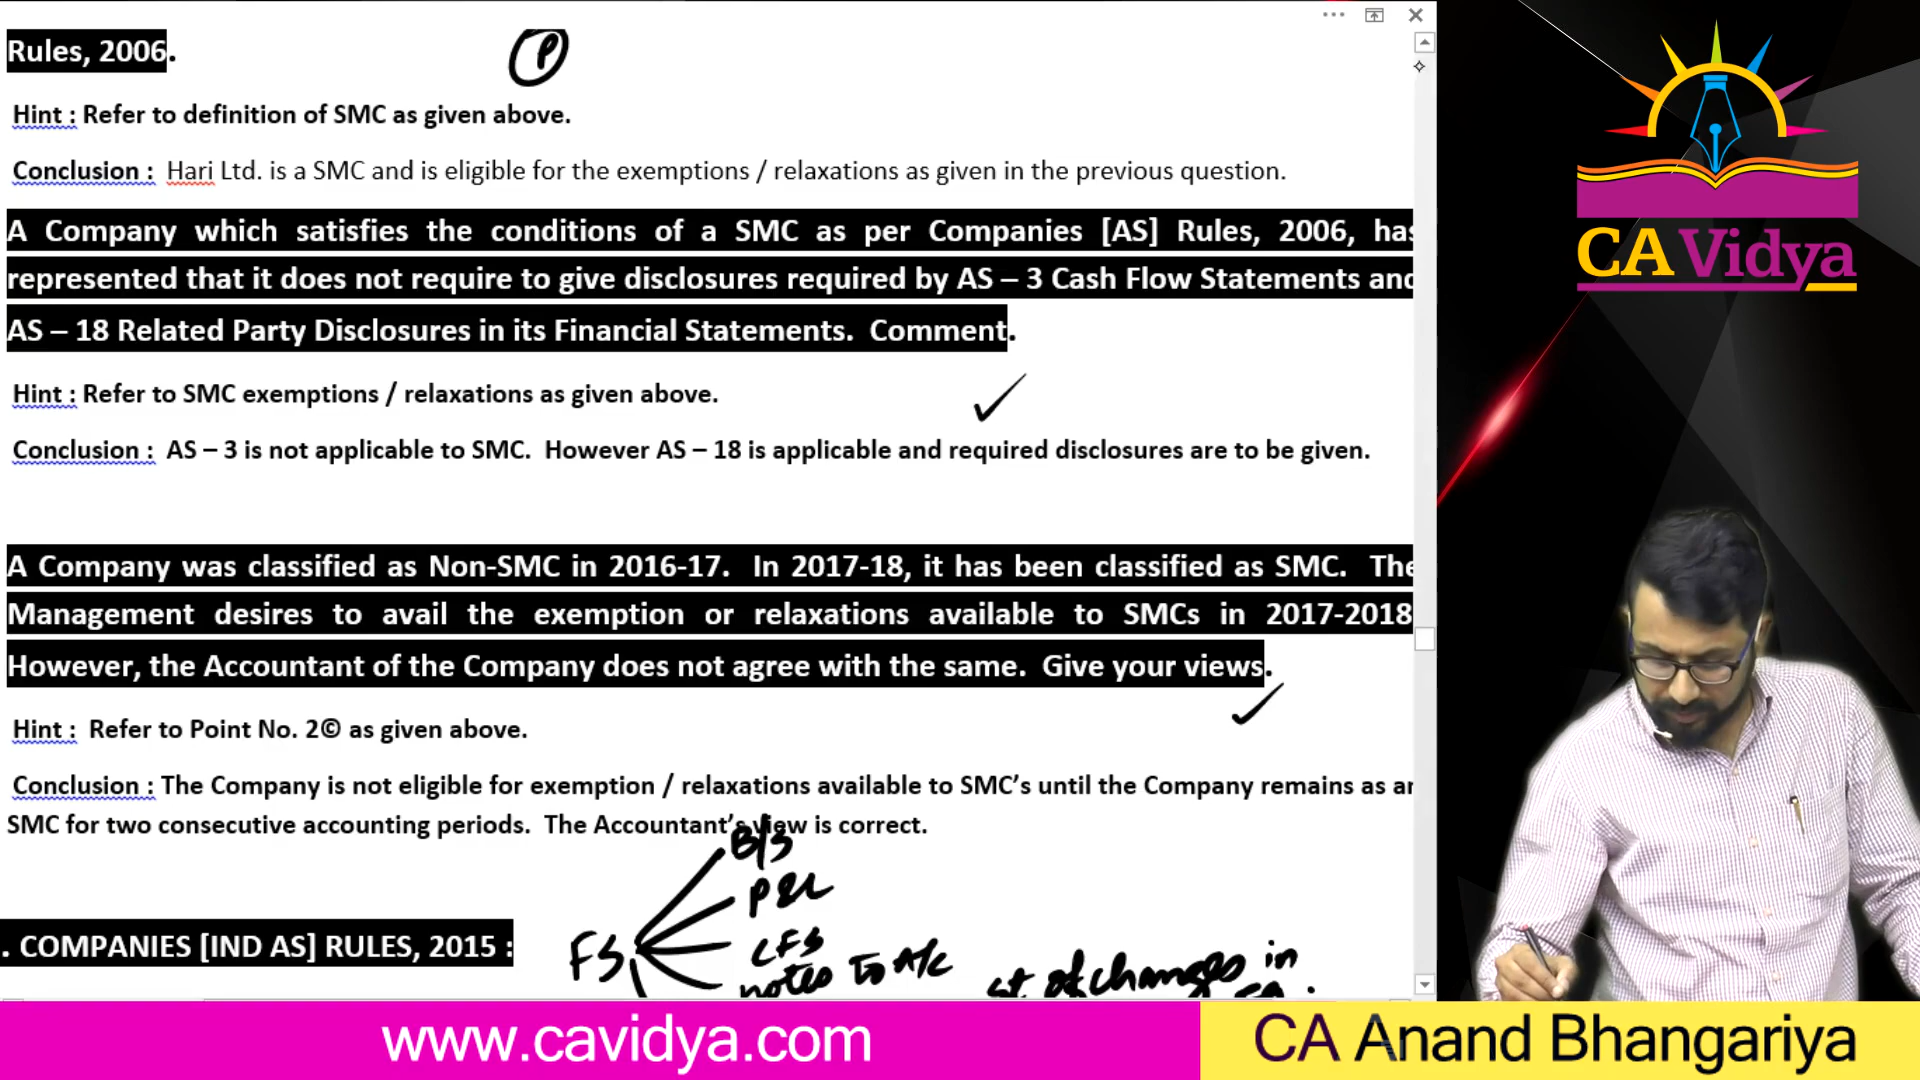 Rules, 2006.
P
Hint : Refer to definition of SMC as given above.
Conclusion : Hari Ltd. is a SMC and is eligible for the exemptions / relaxations as given in the previous question.
A Company which satisfies the conditions of a SMC as per Companies [AS] Rules, 2006, has
represented that it does not require to give disclosures required by AS – 3 Cash Flow Statements and
AS – 18 Related Party Disclosures in its Financial Statements. Comment.
Hint : Refer to SMC exemptions / relaxations as given above.
Conclusion : AS – 3 is not applicable to SMC. However AS – 18 is applicable and required disclosures are to be given.
A Company was classified as Non-SMC in 2016-17. In 2017-18, it has been classified as SMC. The
Management desires to avail the exemption or relaxations available to SMCs in 2017-2018
However, the Accountant of the Company does not agree with the same. Give your views.
Hint : Refer to Point No. 2© as given above.
Conclusion : The Company is not eligible for exemption / relaxations available to SMC's until the Company remains as an
SMC for two consecutive accounting periods. The Accountant's view is correct.
B/S
P&L
. COMPANIES [IND AS] RULES, 2015 :
FS
CFS
notes to A/c
st. of changes in
CA Vidya
www.cavidya.com
CA Anand Bhangariya